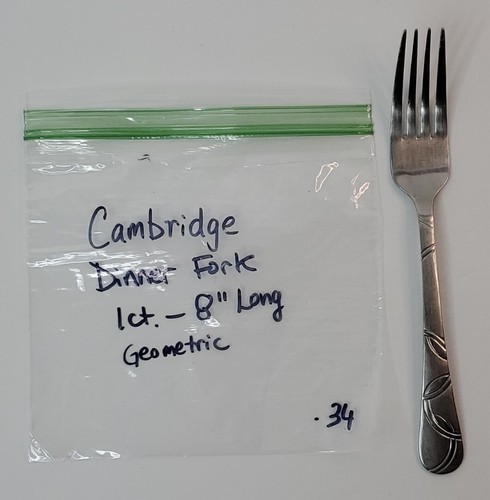 Cambridge
Dinner Fork
1ct. - 8" Long
Geometric
.34